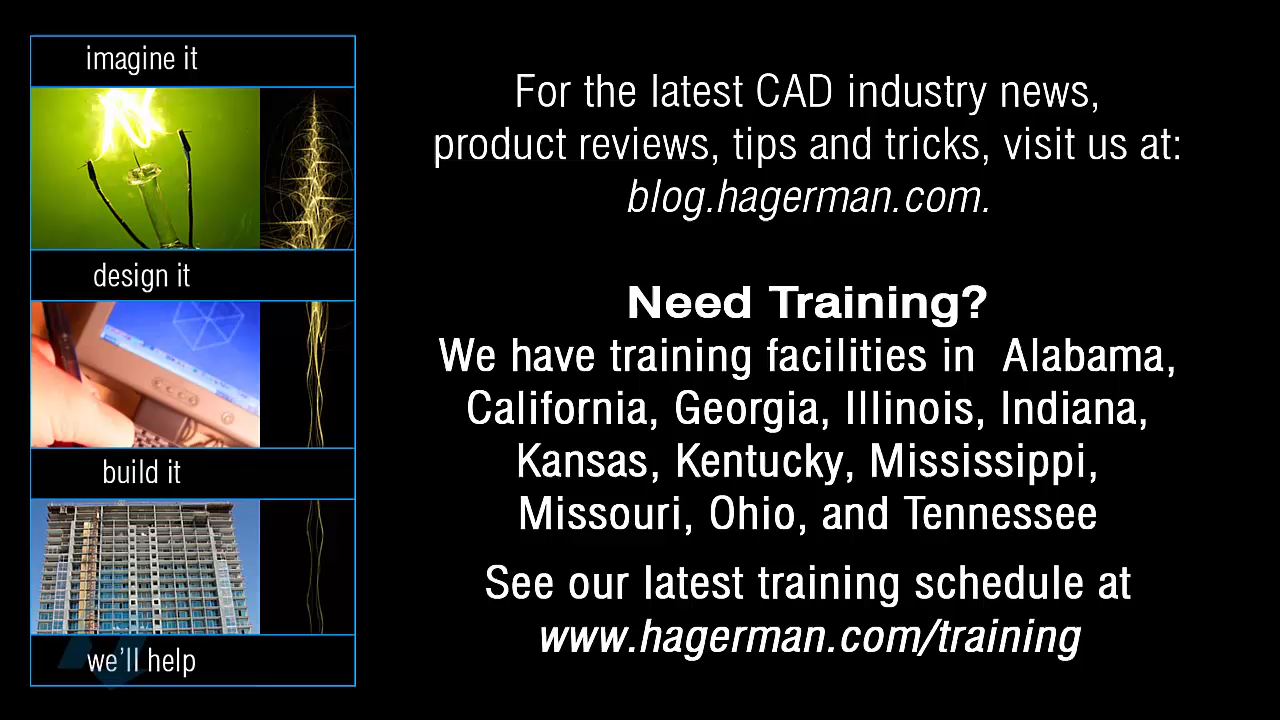 imagine it
design it
build it
we'll help
For the latest CAD industry news,
product reviews, tips and tricks, visit us at:
blog.hagerman.com.
Need Training?
We have training facilities in  Alabama,
California, Georgia, Illinois, Indiana,
Kansas, Kentucky, Mississippi,
Missouri, Ohio, and Tennessee
See our latest training schedule at
www.hagerman.com/training